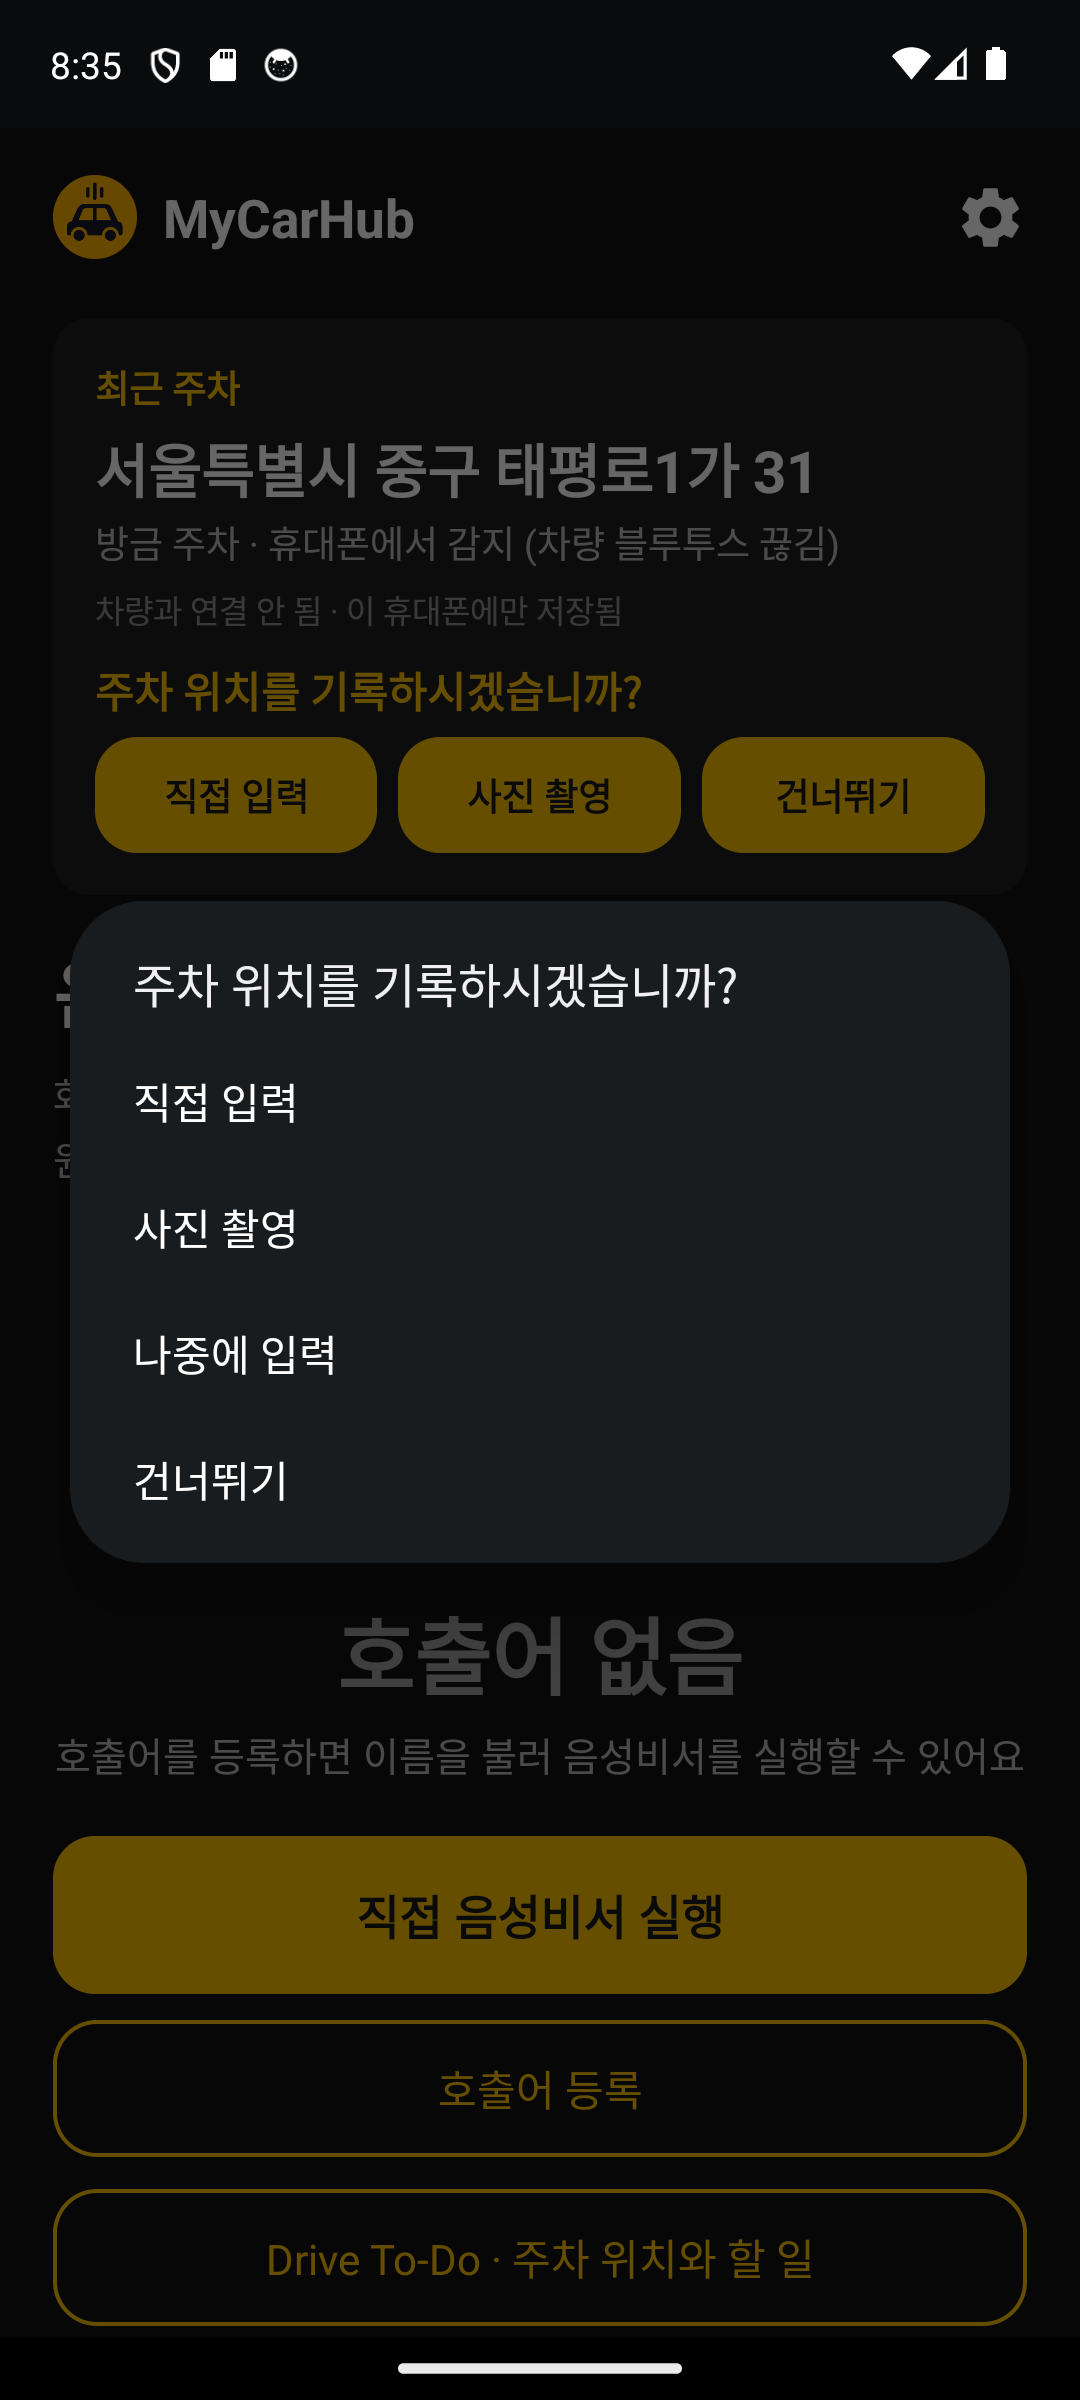 8:35
MyCarHub
최근 주차
서울특별시 중구 태평로1가 31
방금 주차 · 휴대폰에서 감지 (차량 블루투스 끊김)
차량과 연결 안 됨 · 이 휴대폰에만 저장됨
주차 위치를 기록하시겠습니까?
직접 입력
사진 촬영
건너뛰기
주차 위치를 기록하시겠습니까?
직접 입력
사진 촬영
나중에 입력
건너뛰기
호출어 없음
호출어를 등록하면 이름을 불러 음성비서를 실행할 수 있어요
직접 음성비서 실행
호출어 등록
Drive To-Do · 주차 위치와 할 일